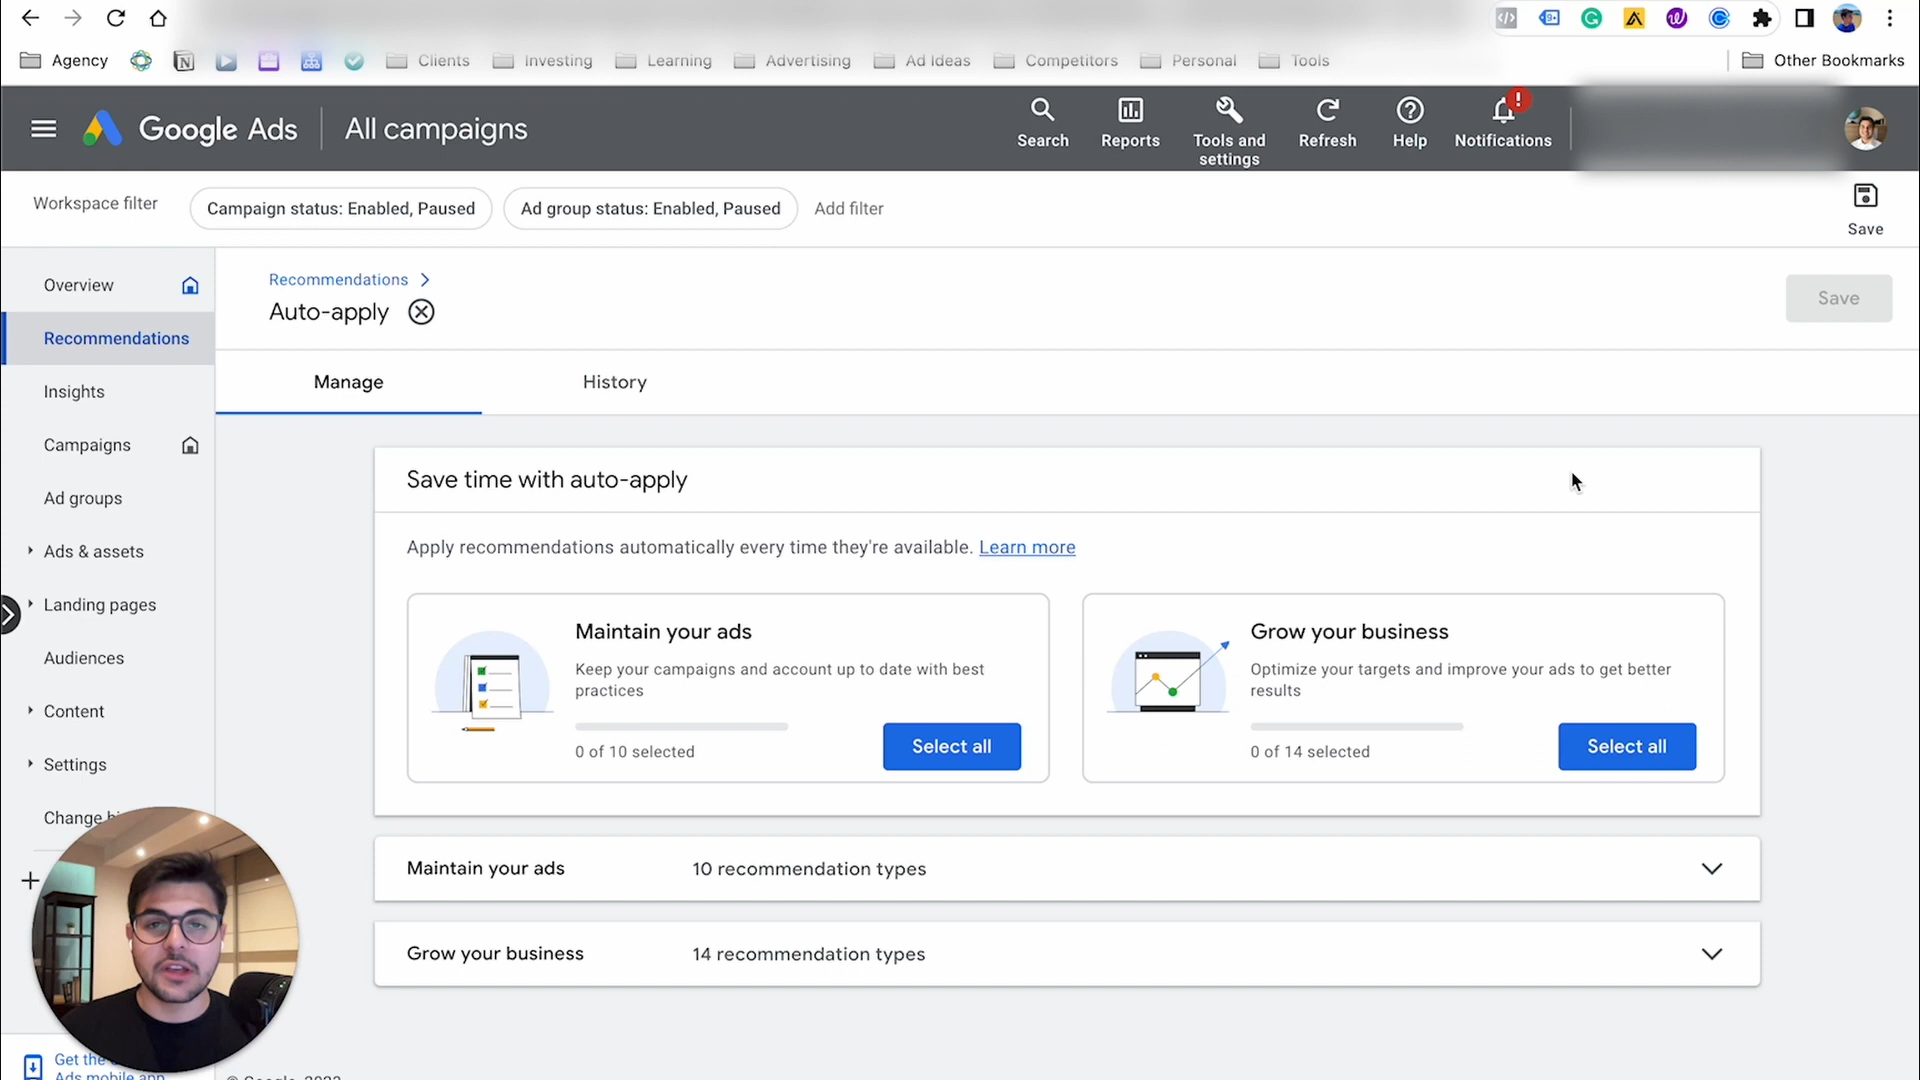 Agency
Clients
Investing
Learning
Advertising
Ad Ideas
Competitors
Personal
Tools
Other Bookmarks
Google Ads
All campaigns
Search
Reports
Tools and
settings
Refresh
Help
Notifications
Workspace filter
Campaign status: Enabled, Paused
Ad group status: Enabled, Paused
Add filter
Save
Overview
Recommendations
Insights
Campaigns
Ad groups
Ads & assets
Landing pages
Audiences
Content
Settings
Change
Get the
Ads mobile app
Recommendations
Auto-apply
Save
Manage
History
Save time with auto-apply
Apply recommendations automatically every time they're available. Learn more
Maintain your ads
Keep your campaigns and account up to date with best
practices
0 of 10 selected
Select all
Grow your business
Optimize your targets and improve your ads to get better
results
0 of 14 selected
Select all
Maintain your ads
10 recommendation types
Grow your business
14 recommendation types